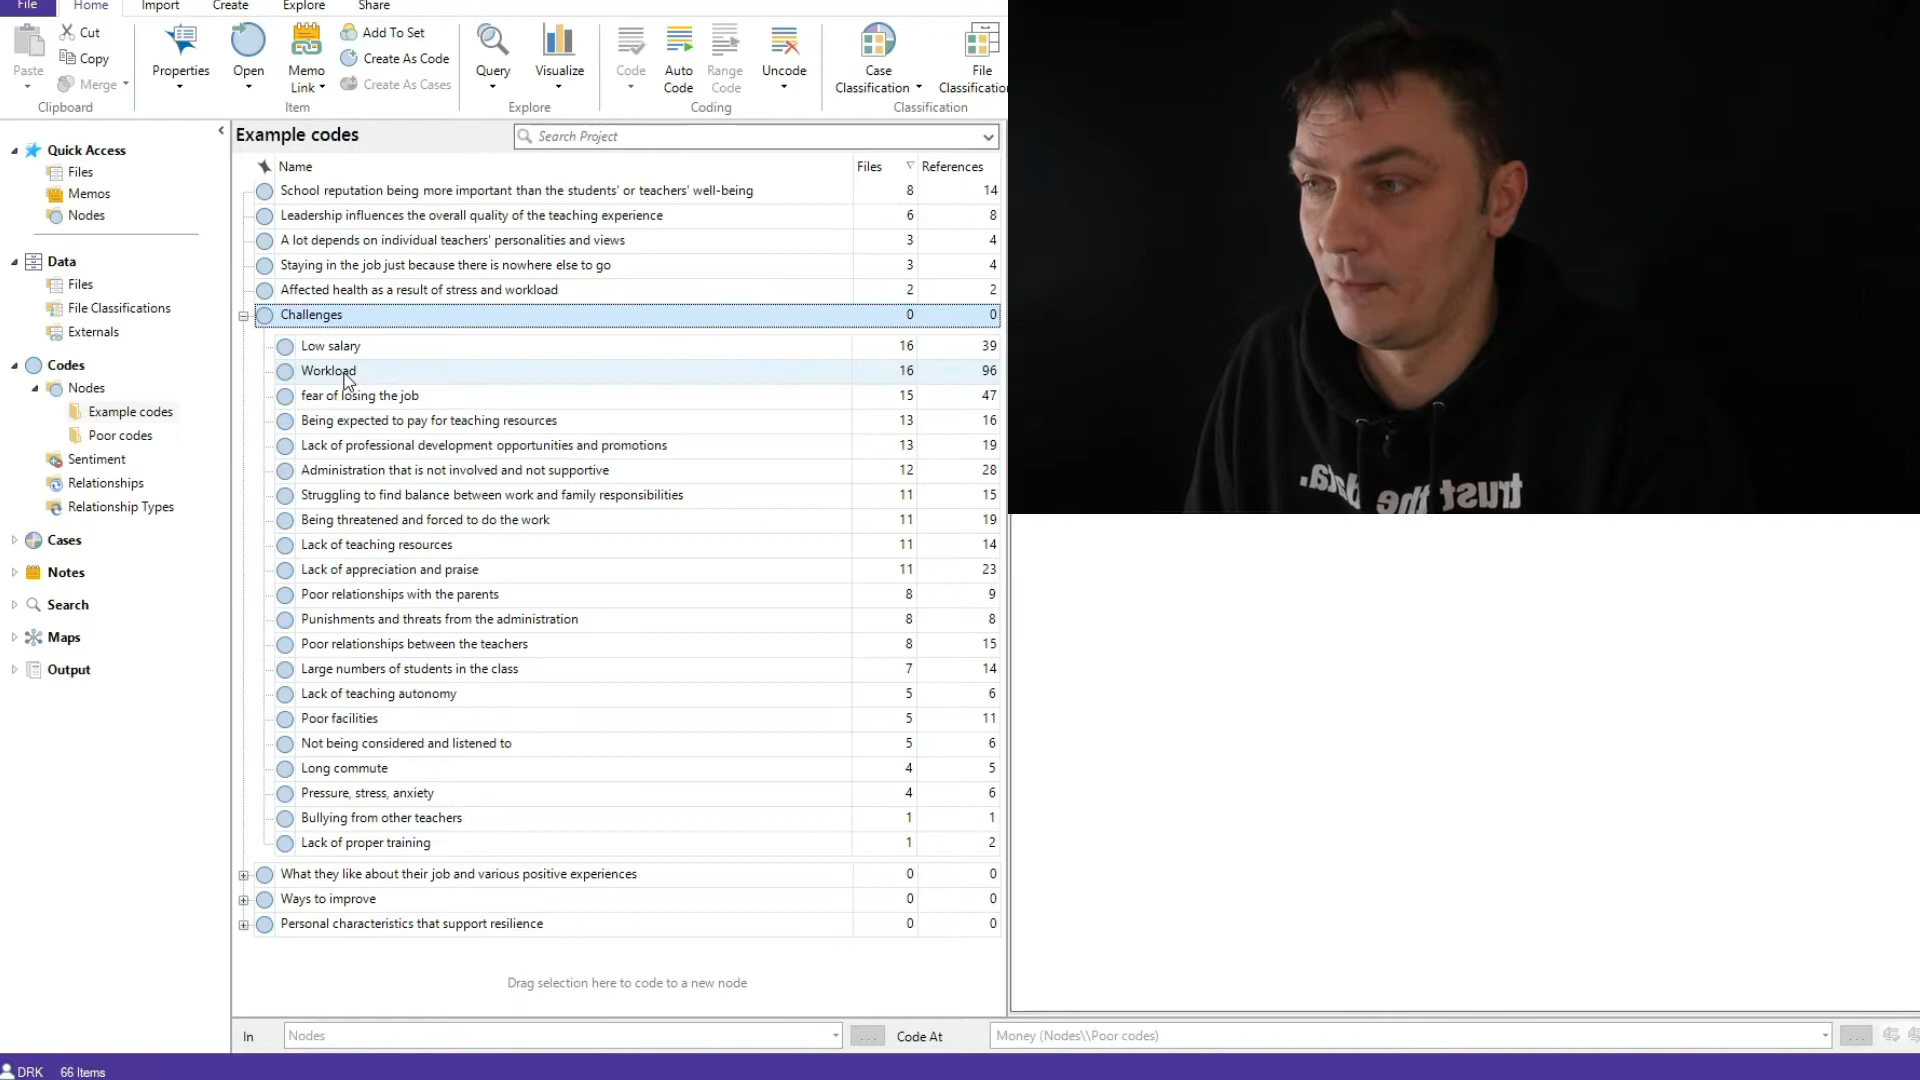 File Home Import Create Explore Share
Paste Cut Copy Merge Clipboard
Properties Open Memo Link Add To Set Create As Code Create As Cases Item
Query Visualize Explore
Code Auto Code Range Code Uncode Coding
Case Classification File Classificatio Classification
Quick Access
Files
Memos
Nodes
Data
Files
File Classifications
Externals
Codes
Nodes
Example codes
Poor codes
Sentiment
Relationships
Relationship Types
Cases
Notes
Search
Maps
Output
Example codes Search Project
Name Files References
School reputation being more important than the students' or teachers' well-being 8 14
Leadership influences the overall quality of the teaching experience 6 8
A lot depends on individual teachers' personalities and views 3 4
Staying in the job just because there is nowhere else to go 3 4
Affected health as a result of stress and workload 2 2
Challenges 0 0
Low salary 16 39
Workload 16 96
fear of losing the job 15 47
Being expected to pay for teaching resources 13 16
Lack of professional development opportunities and promotions 13 19
Administration that is not involved and not supportive 12 28
Struggling to find balance between work and family responsibilities 11 15
Being threatened and forced to do the work 11 19
Lack of teaching resources 11 14
Lack of appreciation and praise 11 23
Poor relationships with the parents 8 9
Punishments and threats from the administration 8 8
Poor relationships between the teachers 8 15
Large numbers of students in the class 7 14
Lack of teaching autonomy 5 6
Poor facilities 5 11
Not being considered and listened to 5 6
Long commute 4 5
Pressure, stress, anxiety 4 6
Bullying from other teachers 1 1
Lack of proper training 1 2
What they like about their job and various positive experiences 0 0
Ways to improve 0 0
Personal characteristics that support resilience 0 0
Drag selection here to code to a new node
In Nodes ... Code At Money (Nodes\\Poor codes) ...
DRK 66 Items
trust the data.